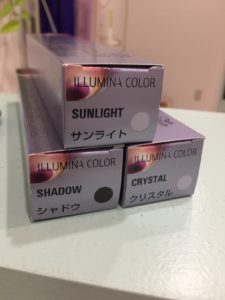 ILLUMINA COLOR
SUNLIGHT
サンライト
ILLUMINA COLOR
SHADOW
シャドウ
ILLUMINA COLOR
CRYSTAL
クリスタル